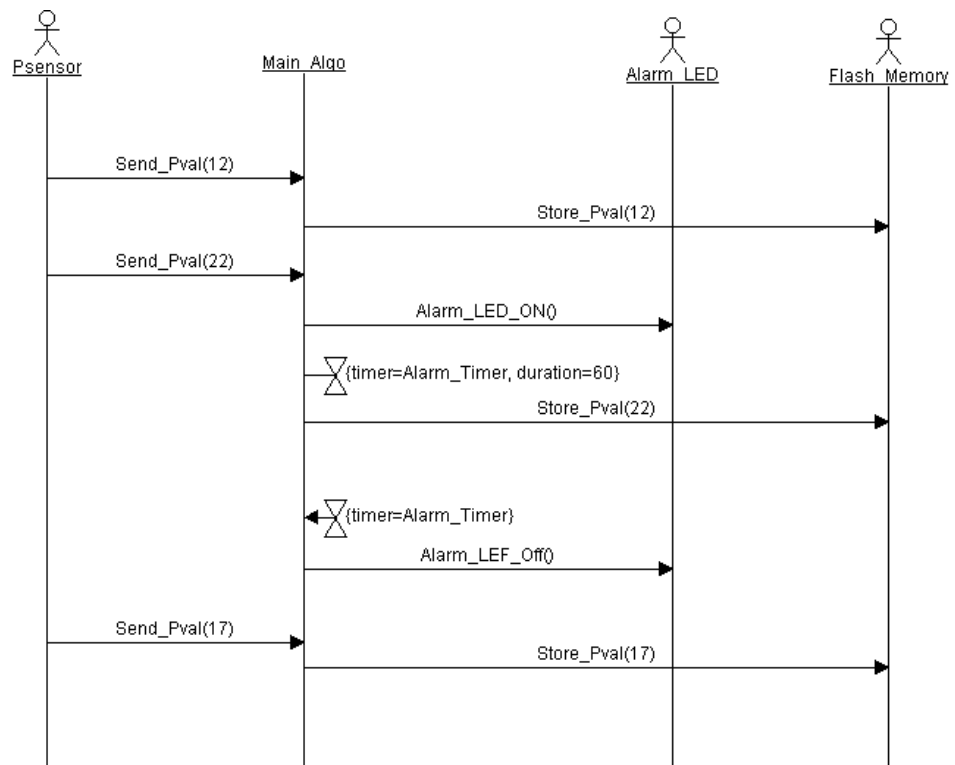 Psensor
Main_Algo
Alarm_LED
Flash_Memory
Send_Pval(12)
Store_Pval(12)
Send_Pval(22)
Alarm_LED_ON()
{timer=Alarm_Timer, duration=60}
Store_Pval(22)
{timer=Alarm_Timer}
Alarm_LEF_Off()
Send_Pval(17)
Store_Pval(17)